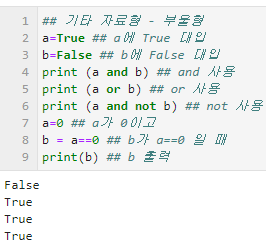 1 ## 기타 자료형 - 부울형
2 a=True ## a에 True 대입
3 b=False ## b에 False 대입
4 print (a and b) ## and 사용
5 print (a or b) ## or 사용
6 print (a and not b) ## not 사용
7 a=0 ## a가 0이고
8 b = a==0 ## b가 a==0 일 때
9 print(b) ## b 출력
False
True
True
True